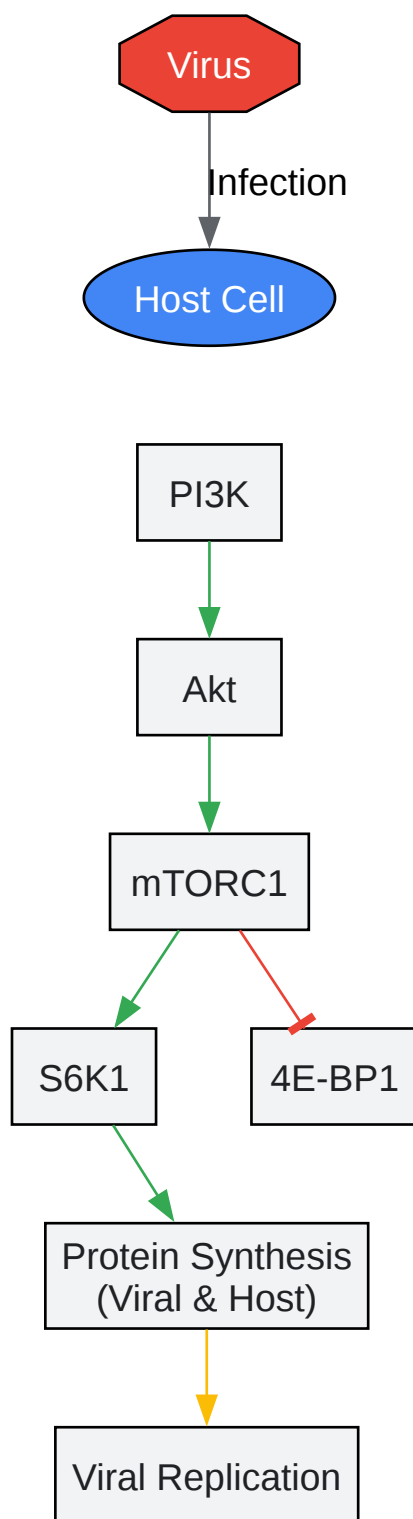 Virus
Infection
Host Cell
PI3K
Akt
mTORC1
S6K1
4E-BP1
Protein Synthesis
(Viral & Host)
Viral Replication